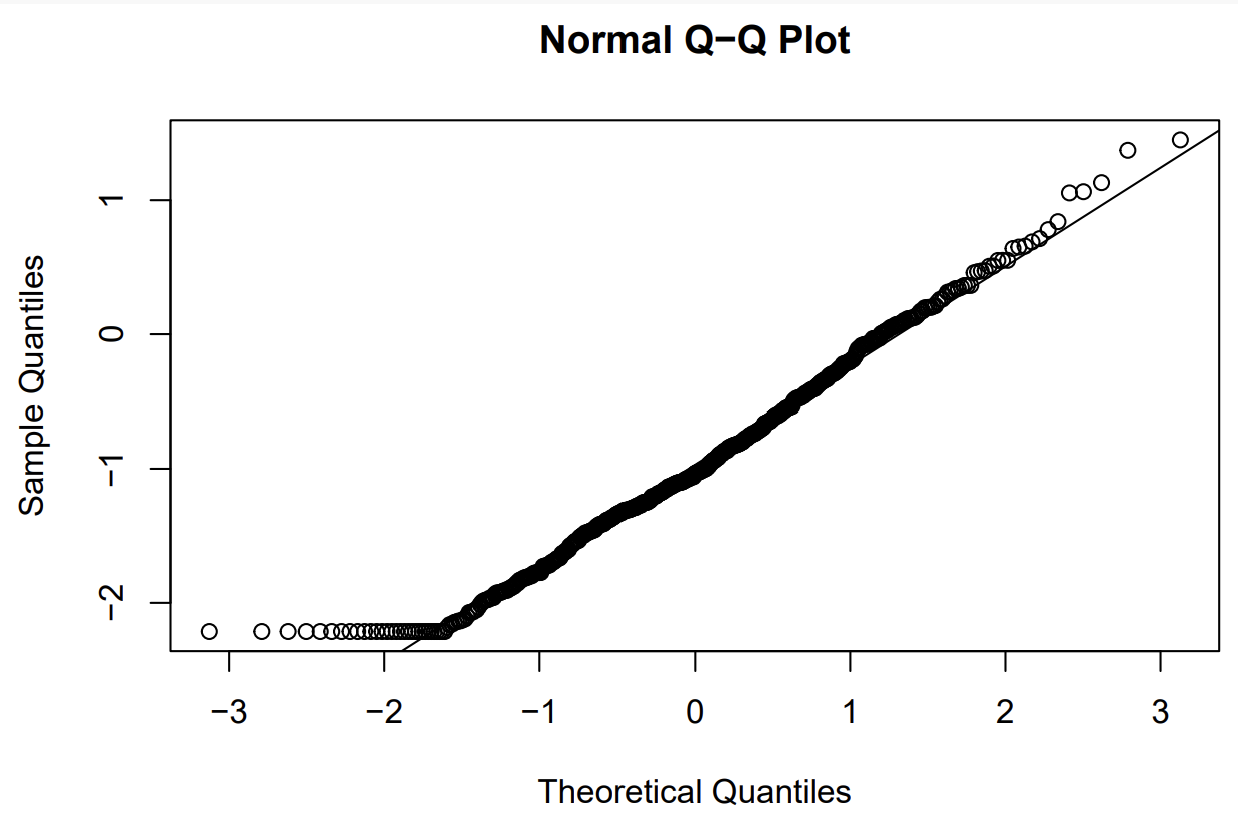 Normal Q−Q Plot
1
0
−1
−2
Sample Quantiles
−3 −2 −1 0 1 2 3
Theoretical Quantiles